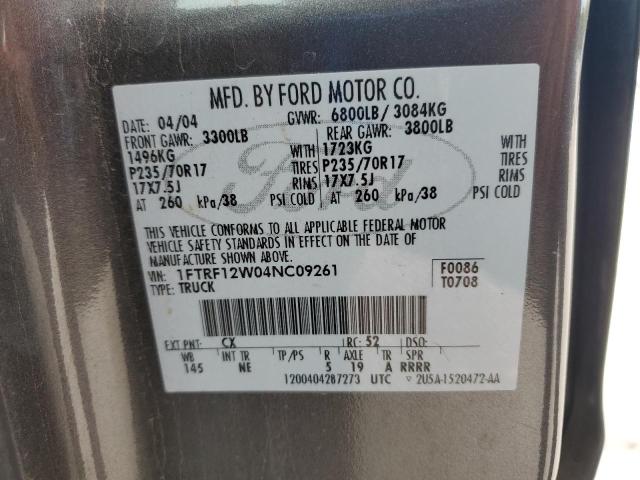 MFD. BY FORD MOTOR CO.
DATE: 04/04 GVWR: 6800LB/ 3084KG
FRONT GAWR: 3300LB REAR GAWR: 3800LB
1496KG WITH 1723KG WITH
P235/70R17 TIRES P235/70R17 TIRES
17X7.5J RIMS 17X7.5J RIMS
AT 260 kPa/38 PSI COLD AT 260 kPa/38 PSI COLD
Ford
THIS VEHICLE CONFORMS TO ALL APPLICABLE FEDERAL MOTOR
VEHICLE SAFETY STANDARDS IN EFFECT ON THE DATE OF
MANUFACTURE SHOWN ABOVE.
VIN: 1FTRF12W04NC09261 F0086
TYPE: TRUCK T0708
EXT PNT: CX RC: 52 DSO:
WB INT TR TP/PS R AXLE TR SPR
145 NE 5 19 A RRRR
1200404287273 UTC ▽ 2U5A-1520472-AA